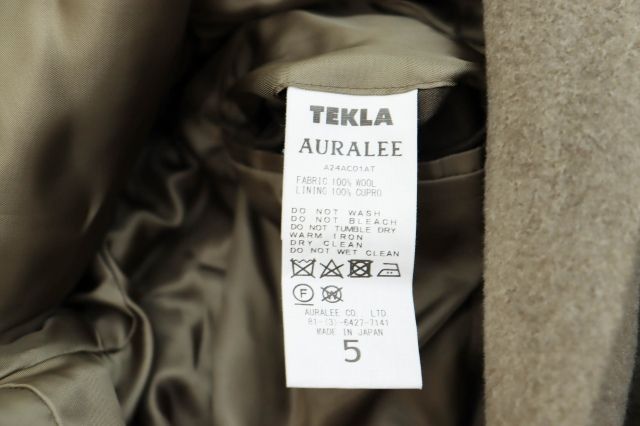 TEKLA
AURALEE
A24AC01AT
FABRIC 100% WOOL
LINING 100% CUPRO
DO NOT WASH
DO NOT BLEACH
DO NOT TUMBLE DRY
WARM IRON
DRY CLEAN
DO NOT WET CLEAN
F W
AURALEE CO., LTD.
81-(3)-6427-7141
MADE IN JAPAN
5